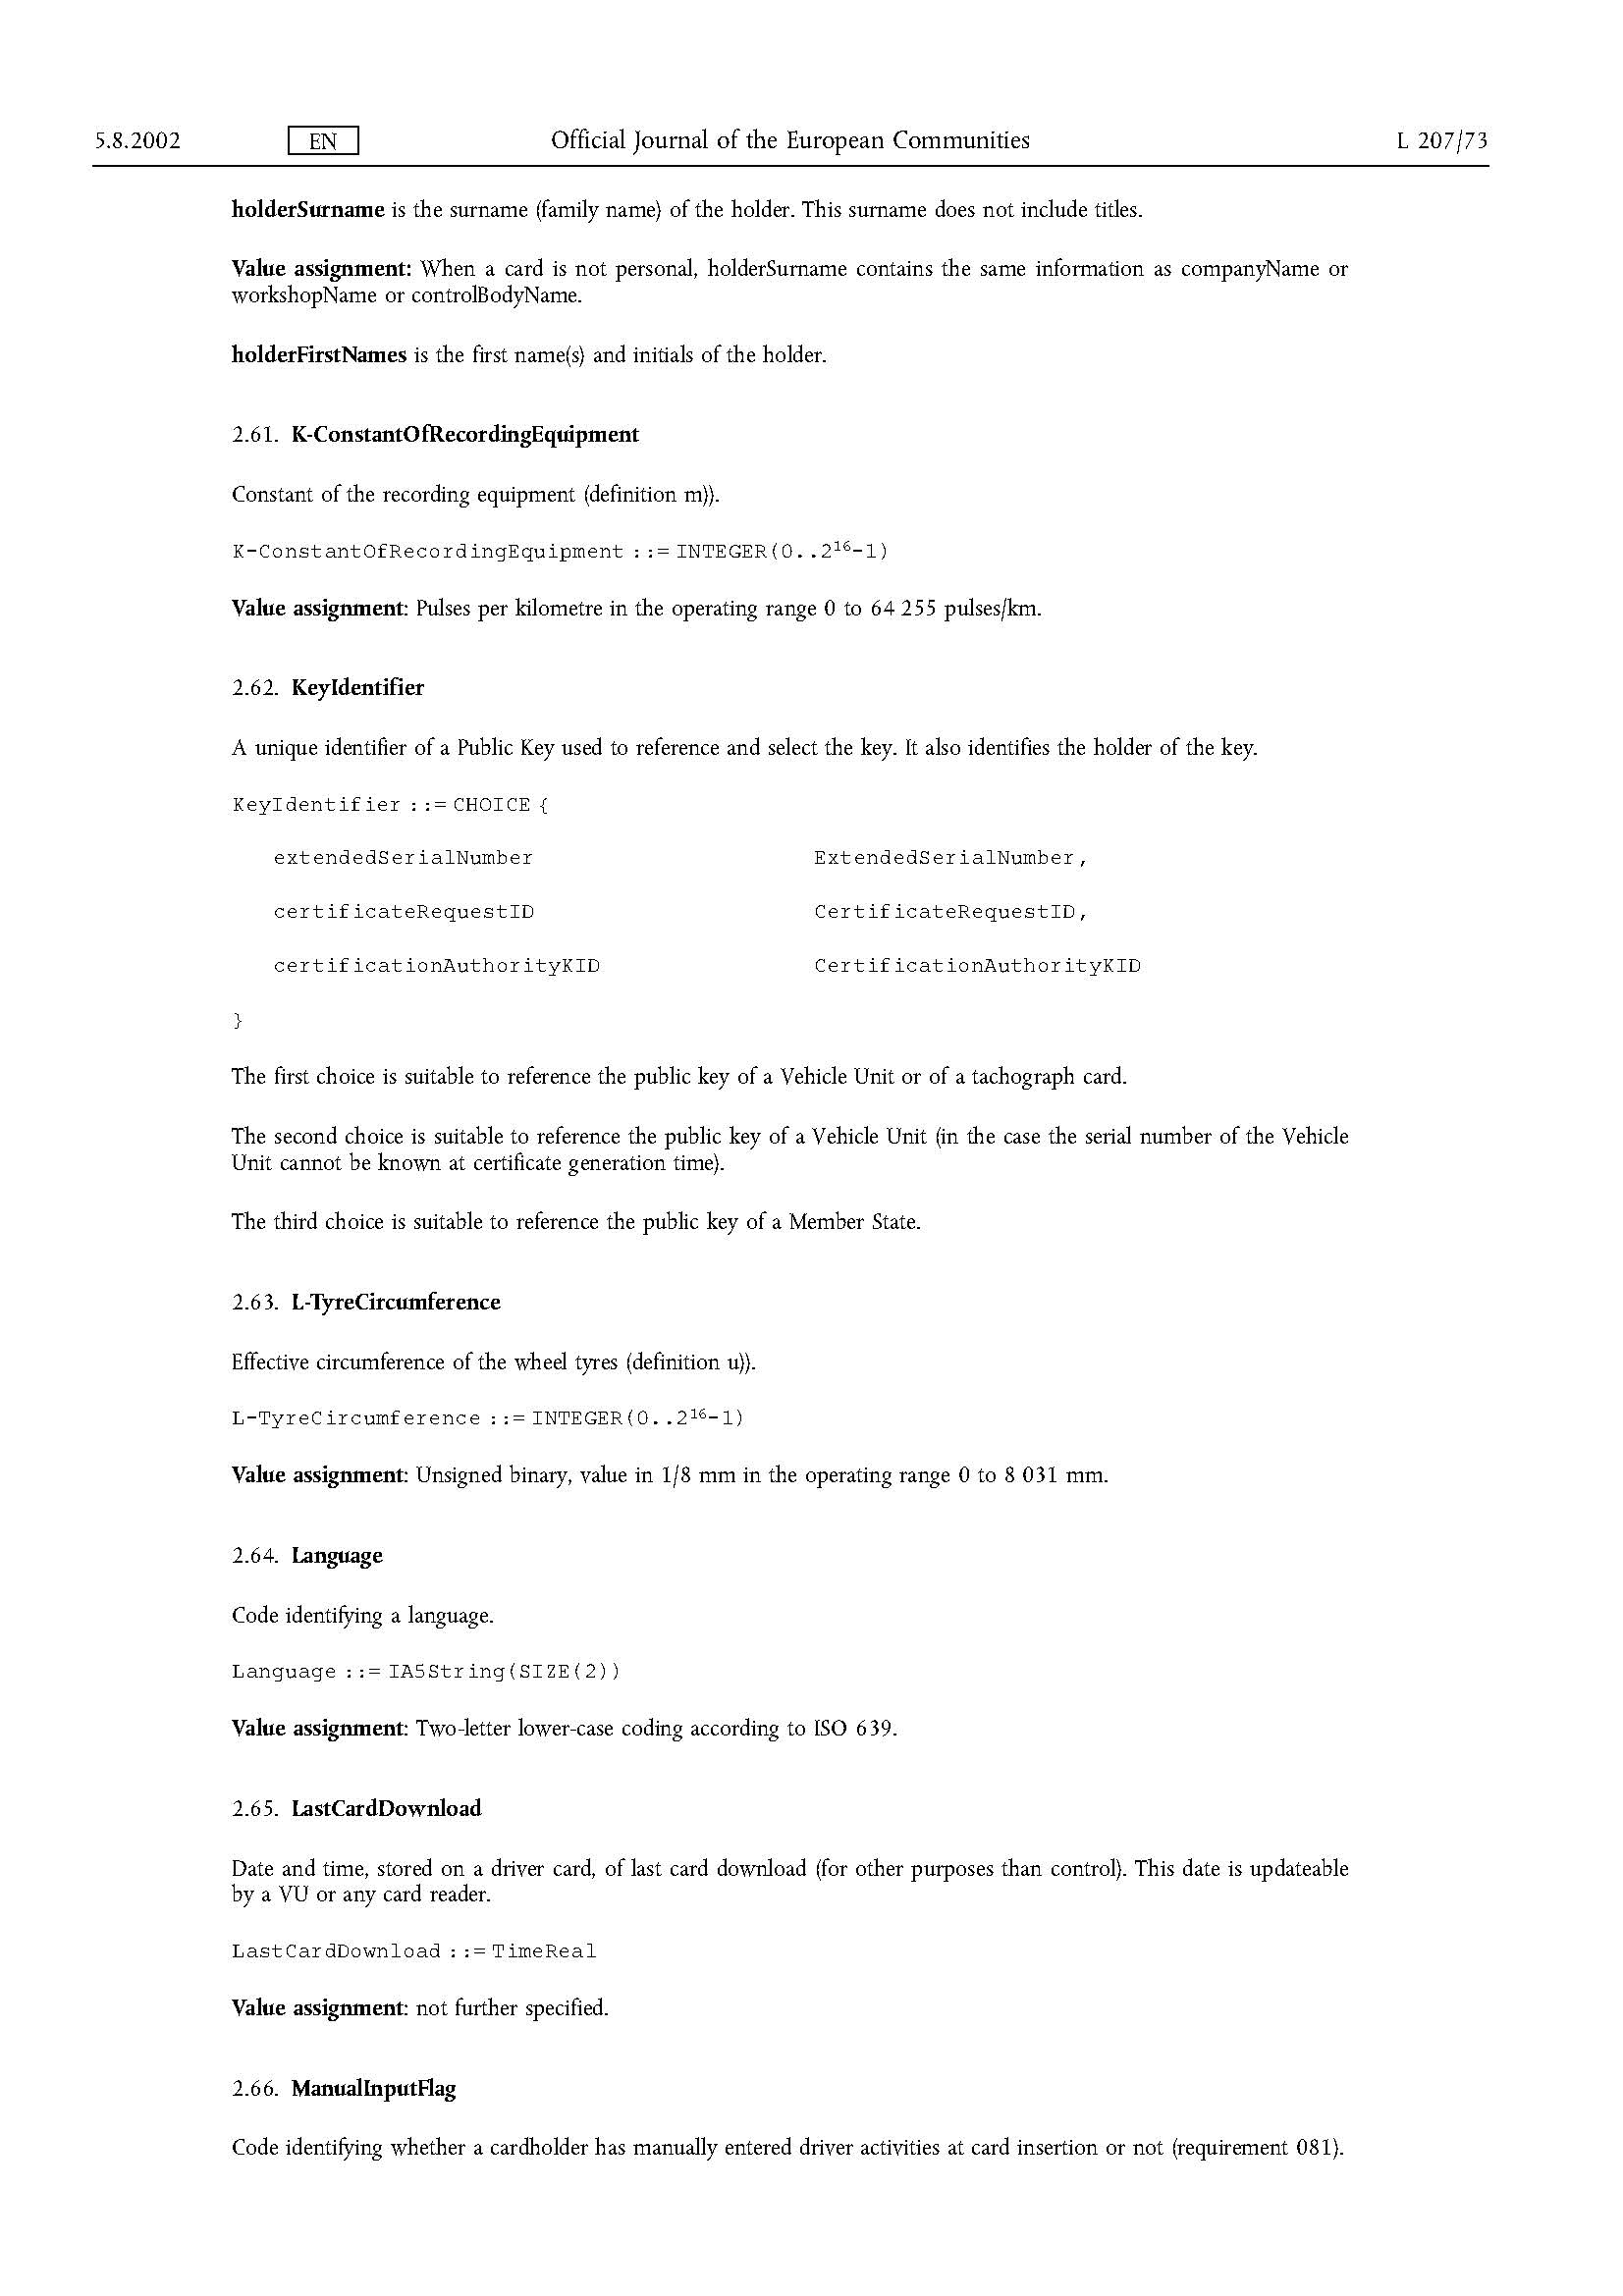 5.8.2002 EN Official Journal of the European Communities L 207/73
holderSurname is the surname (family name) of the holder. This surname does not include titles.
Value assignment: When a card is not personal, holderSurname contains the same information as companyName or
workshopName or controlBodyName.
holderFirstNames is the first name(s) and initials of the holder.
2.61. K-ConstantOfRecordingEquipment
Constant of the recording equipment (definition m)).
K-ConstantOfRecordingEquipment ::= INTEGER(0..2¹⁶-1)
Value assignment: Pulses per kilometre in the operating range 0 to 64 255 pulses/km.
2.62. KeyIdentifier
A unique identifier of a Public Key used to reference and select the key. It also identifies the holder of the key.
KeyIdentifier ::= CHOICE {
extendedSerialNumber ExtendedSerialNumber,
certificateRequestID CertificateRequestID,
certificationAuthorityKID CertificationAuthorityKID
}
The first choice is suitable to reference the public key of a Vehicle Unit or of a tachograph card.
The second choice is suitable to reference the public key of a Vehicle Unit (in the case the serial number of the Vehicle
Unit cannot be known at certificate generation time).
The third choice is suitable to reference the public key of a Member State.
2.63. L-TyreCircumference
Effective circumference of the wheel tyres (definition u)).
L-TyreCircumference ::= INTEGER(0..2¹⁶-1)
Value assignment: Unsigned binary, value in 1/8 mm in the operating range 0 to 8 031 mm.
2.64. Language
Code identifying a language.
Language ::= IA5String(SIZE(2))
Value assignment: Two-letter lower-case coding according to ISO 639.
2.65. LastCardDownload
Date and time, stored on a driver card, of last card download (for other purposes than control). This date is updateable
by a VU or any card reader.
LastCardDownload ::= TimeReal
Value assignment: not further specified.
2.66. ManualInputFlag
Code identifying whether a cardholder has manually entered driver activities at card insertion or not (requirement 081).